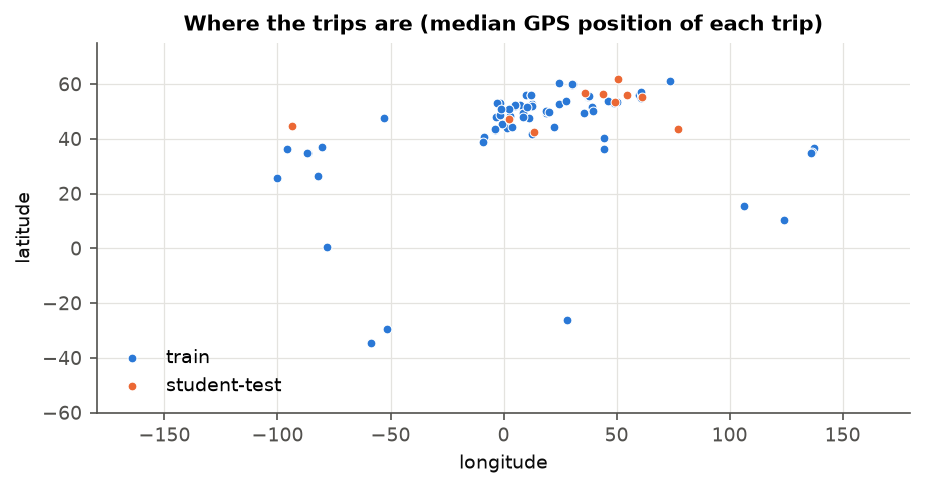 Where the trips are (median GPS position of each trip)
latitude
60
40
20
0
−20
−40
−60
train
student-test
−150
−100
−50
0
50
100
150
longitude